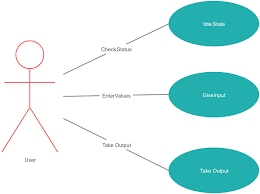 Idle State
CheckStatus
EnterValues
GiveInput
Take Output
User
Take Output